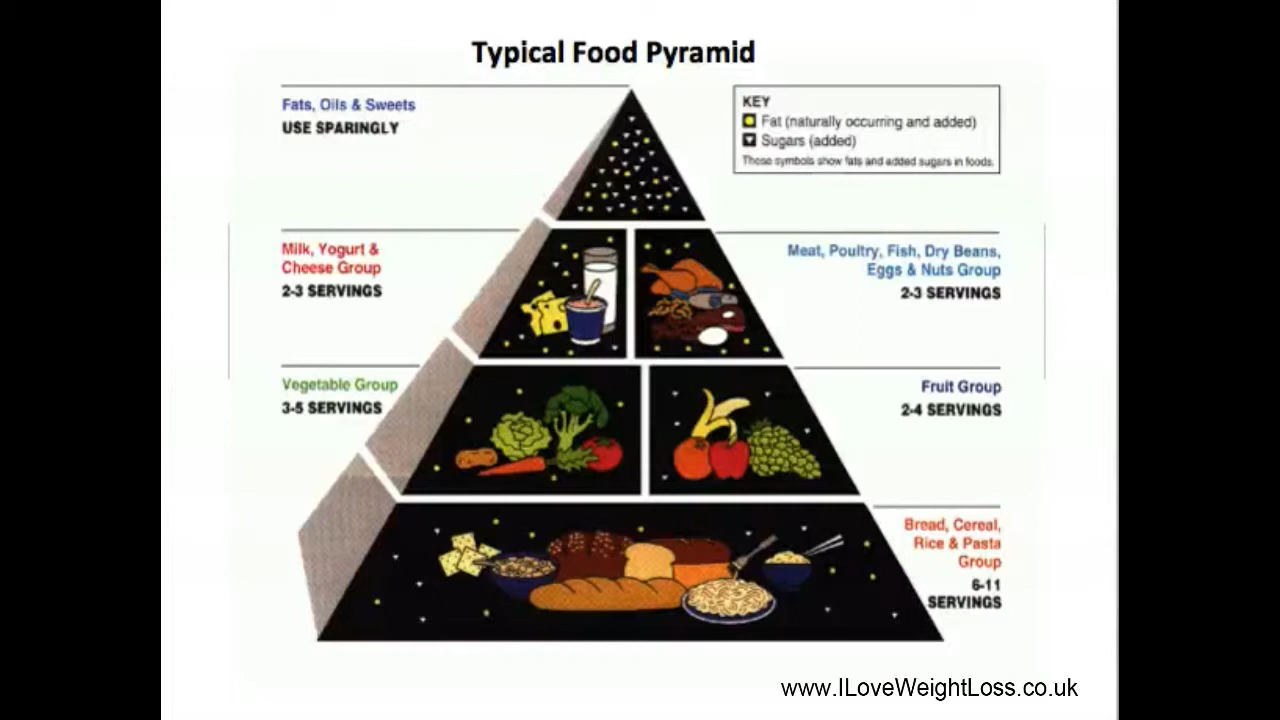 Typical Food Pyramid
Fats, Oils & Sweets
USE SPARINGLY
KEY
Fat (naturally occurring and added)
Sugars (added)
These symbols show fats and added sugars in foods.
Milk, Yogurt &
Cheese Group
2-3 SERVINGS
Meat, Poultry, Fish, Dry Beans,
Eggs & Nuts Group
2-3 SERVINGS
Vegetable Group
3-5 SERVINGS
Fruit Group
2-4 SERVINGS
Bread, Cereal,
Rice & Pasta
Group
6-11
SERVINGS
www.ILoveWeightLoss.co.uk